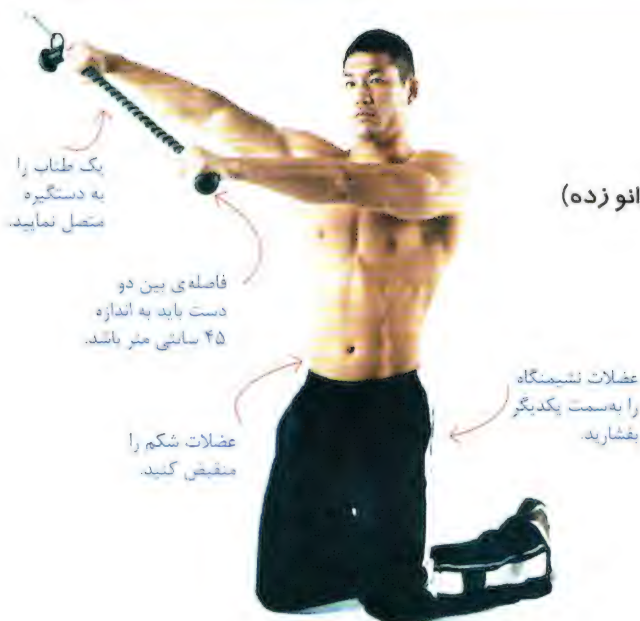 انو زده)
یک طناب را
به دستگیره
متصل نمایید.
فاصله‌ی بین دو
دست باید به اندازه
۴۵ سانتی متر باشد.
عضلات نشیمنگاه
را به‌سمت یکدیگر
بفشارید.
عضلات شکم را
منقبض کنید.